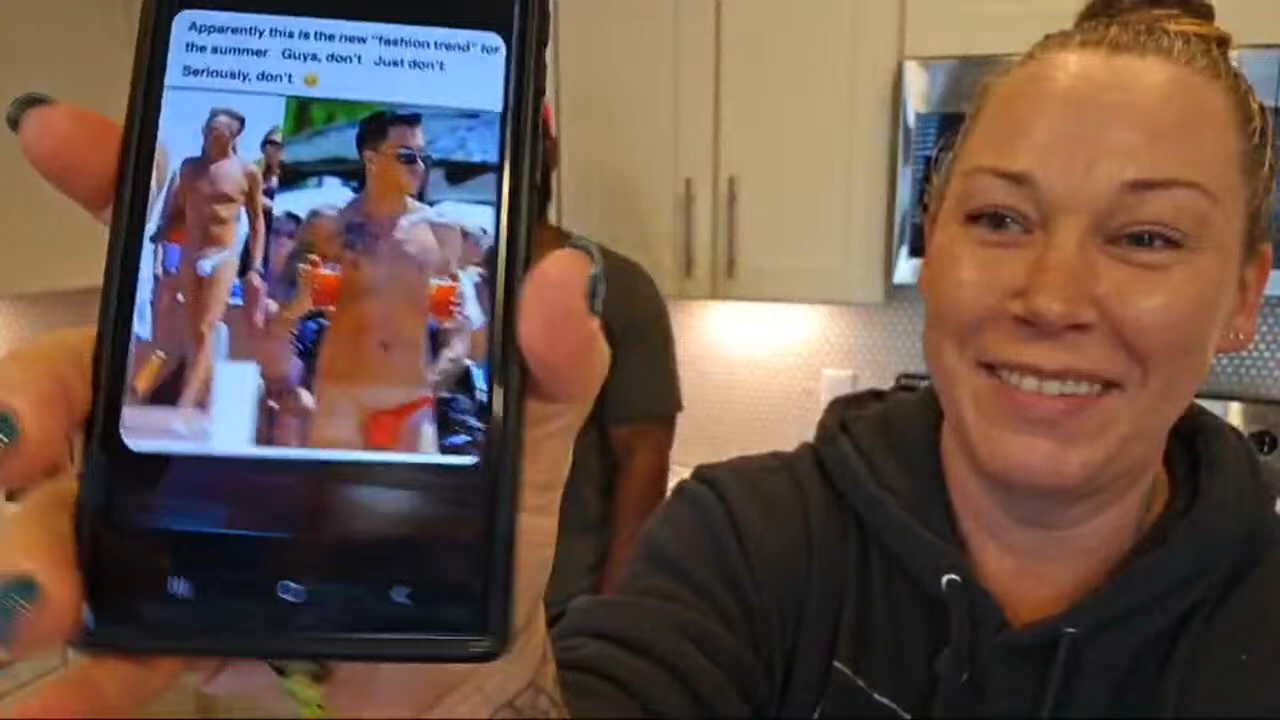 Apparently this is the new "fashion trend" for
the summer. Guys, don't. Just don't.
Seriously, don't.